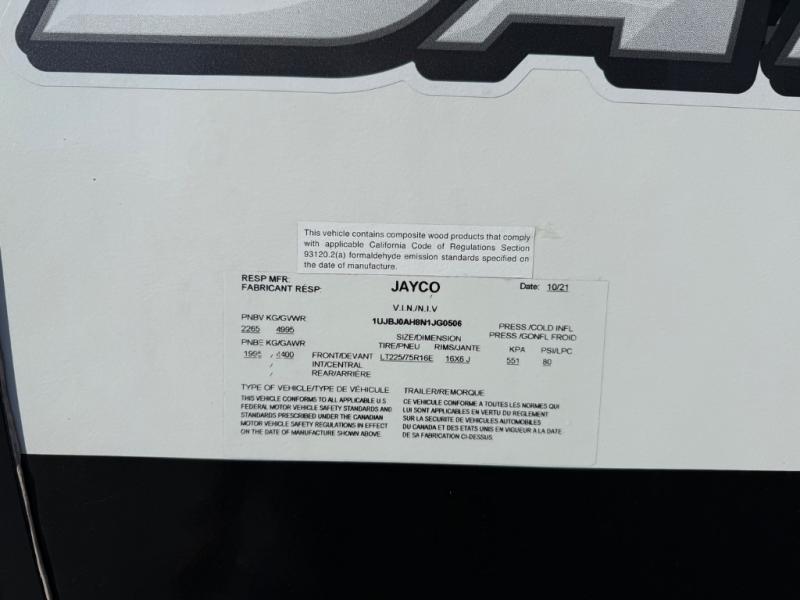 This vehicle contains composite wood products that comply
with applicable California Code of Regulations Section
93120.2(a) formaldehyde emission standards specified on
the date of manufacture.
RESP MFR:
FABRICANT RESP: JAYCO Date: 10/21
V.I.N./N.I.V
PNBV KG/GVWR 1UJBJ0AH8N1JG0506
2265 4995
PRESS /COLD INFL
PRESS /GONFL FROID
SIZE/DIMENSION
PNBE KG/GAWR TIRE/PNEU RIMS/JANTE KPA PSI/LPC
1995 / 4400 FRONT/DEVANT LT225/75R16E 16X6 J 551 80
/ INT/CENTRAL
/ REAR/ARRIÈRE
TYPE OF VEHICLE/TYPE DE VÉHICULE TRAILER/REMORQUE
THIS VEHICLE CONFORMS TO ALL APPLICABLE U.S
FEDERAL MOTOR VEHICLE SAFETY STANDARDS AND
STANDARDS PRESCRIBED UNDER THE CANADIAN
MOTOR VEHICLE SAFETY REGULATIONS IN EFFECT
ON THE DATE OF MANUFACTURE SHOWN ABOVE.
CE VEHICULE CONFORME A TOUTES LES NORMES QUI
LUI SONT APPLICABLES EN VERTU DU REGLEMENT
SUR LA SECURITE DE VEHICULES AUTOMOBILES
DU CANADA ET DES ETATS UNIS EN VIGUEUR A LA DATE
DE SA FABRICATION CI-DESSUS.